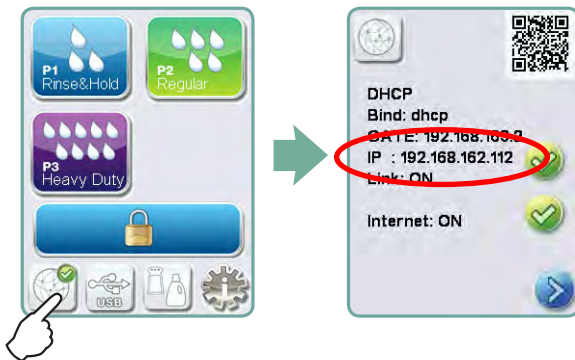 P1
Rinse&Hold
P2
Regular
P3
Heavy Duty
USB
DHCP
Bind: dhcp
GATE:
IP : 192.168.162.112
Link: ON
Internet: ON